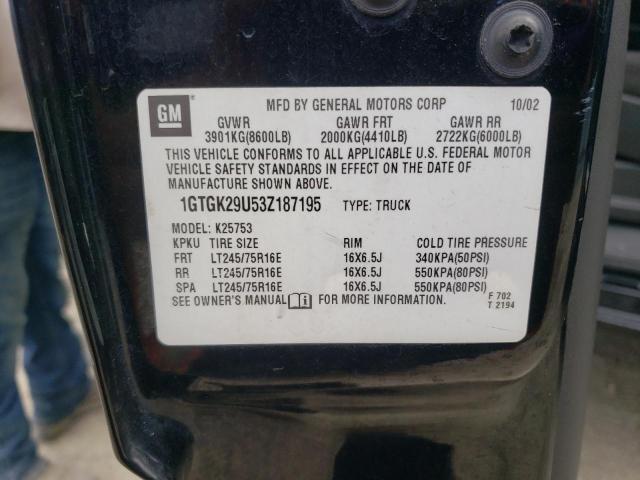 GM
MFD BY GENERAL MOTORS CORP 10/02
GVWR GAWR FRT GAWR RR
3901KG(8600LB) 2000KG(4410LB) 2722KG(6000LB)
THIS VEHICLE CONFORMS TO ALL APPLICABLE U.S. FEDERAL MOTOR
VEHICLE SAFETY STANDARDS IN EFFECT ON THE DATE OF
MANUFACTURE SHOWN ABOVE.
1GTGK29U53Z187195 TYPE: TRUCK
MODEL: K25753
KPKU TIRE SIZE RIM COLD TIRE PRESSURE
FRT LT245/75R16E 16X6.5J 340KPA(50PSI)
RR LT245/75R16E 16X6.5J 550KPA(80PSI)
SPA LT245/75R16E 16X6.5J 550KPA(80PSI)
SEE OWNER'S MANUAL FOR MORE INFORMATION.
F 702
T 2194